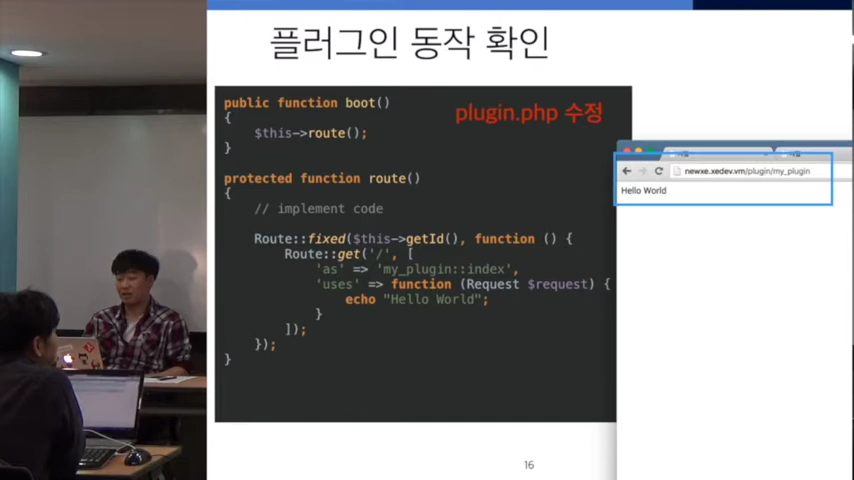 플러그인 동작 확인
plugin.php 수정
public function boot()
{
    $this->route();
}
protected function route()
{
    // implement code
    Route::fixed($this->getId(), function () {
        Route::get('/', [
            'as' => 'my_plugin::index',
            'uses' => function (Request $request) {
                echo "Hello World";
            }
        ]);
    });
}
newxe.xedev.vm/plugin/my_plugin
Hello World
16